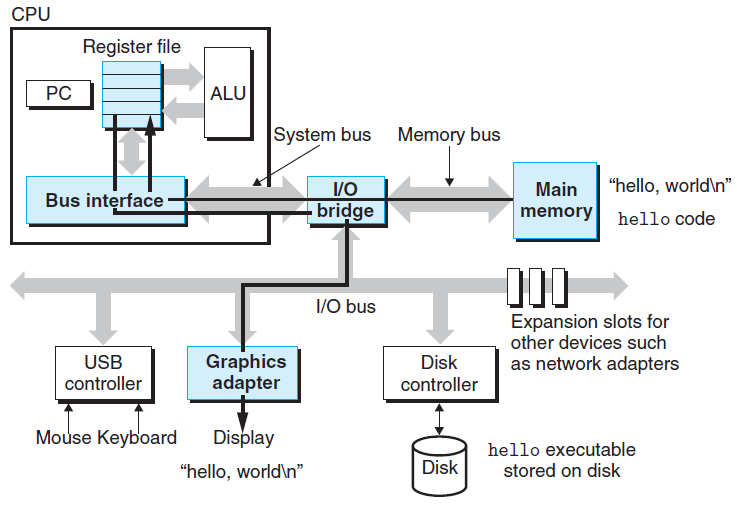 CPU
Register file
PC
ALU
System bus
Memory bus
Bus interface
I/O
bridge
Main
memory
“hello, world\n”
hello code
I/O bus
Expansion slots for
other devices such
as network adapters
USB
controller
Graphics
adapter
Disk
controller
Mouse Keyboard
Display
“hello, world\n”
Disk
hello executable
stored on disk